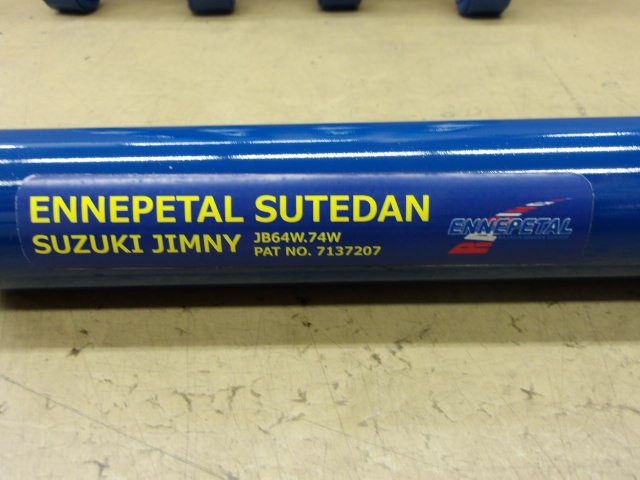 ENNEPETAL SUTEDAN
SUZUKI JIMNY
JB64W.74W
PAT NO. 7137207
ENNEPETAL